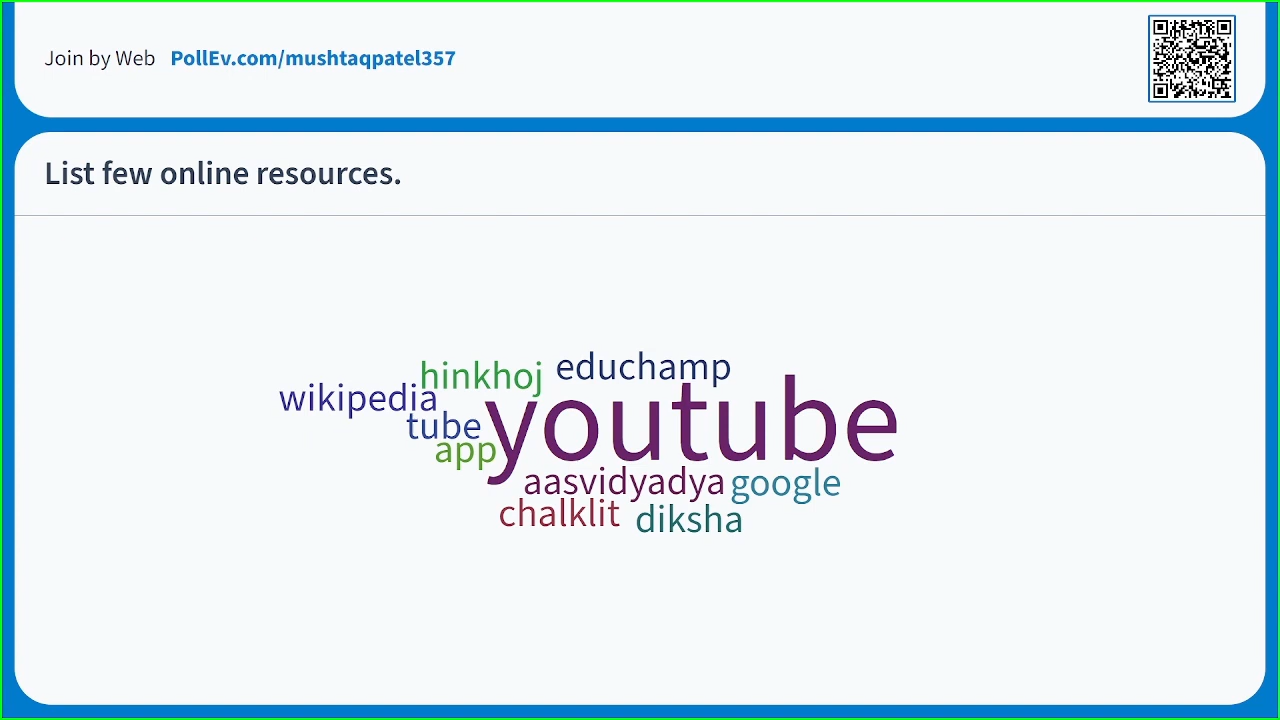 Join by Web PollEv.com/mushtaqpatel357
List few online resources.
hinkhoj educhamp
wikipedia
tube youtube
app
aasvidyadya google
chalklit diksha